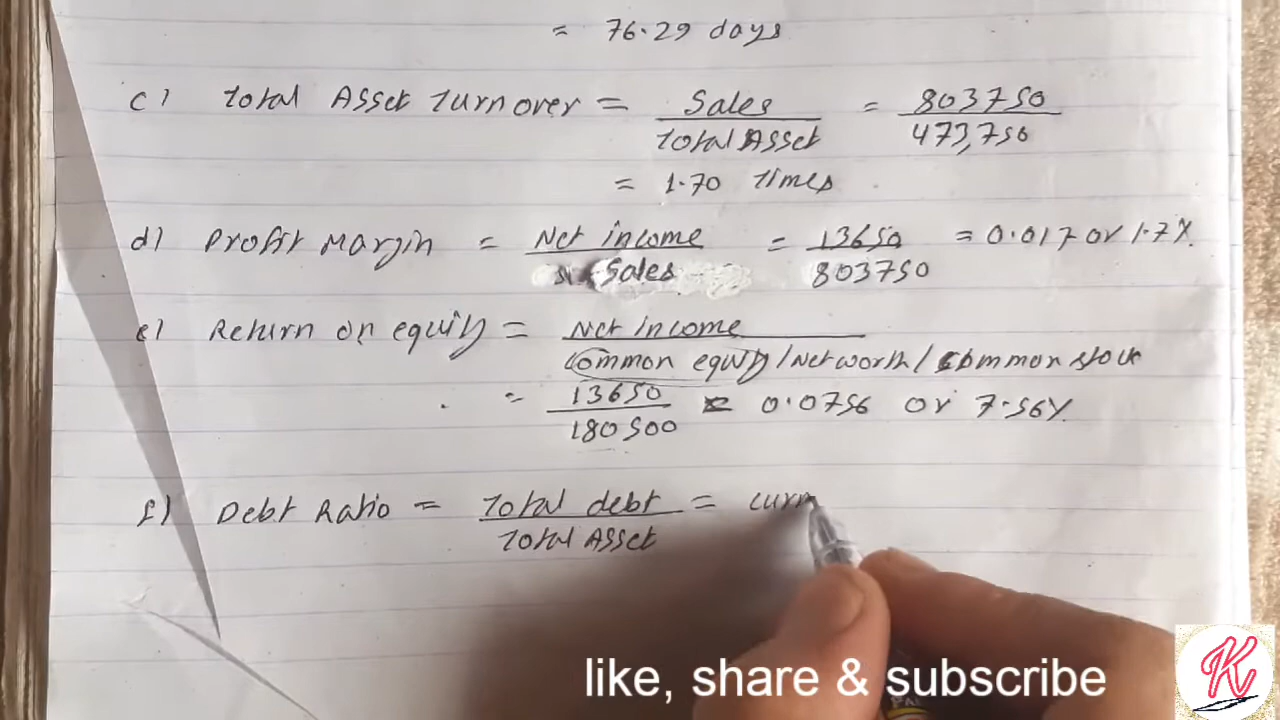 = 76.29 days
c) Total Asset Turnover = Sales / Total Asset = 803750 / 473,750
= 1.70 Times
d) Profit Margin = Net income / Sales = 13650 / 803750 = 0.017 or 1.7%.
e) Return on equity = Net income / Common equity/Networth/Common stock
= 13650 / 180500 = 0.0756 or 7.56%.
f) Debt Ratio = Total debt / Total Asset = curr
like, share & subscribe
K